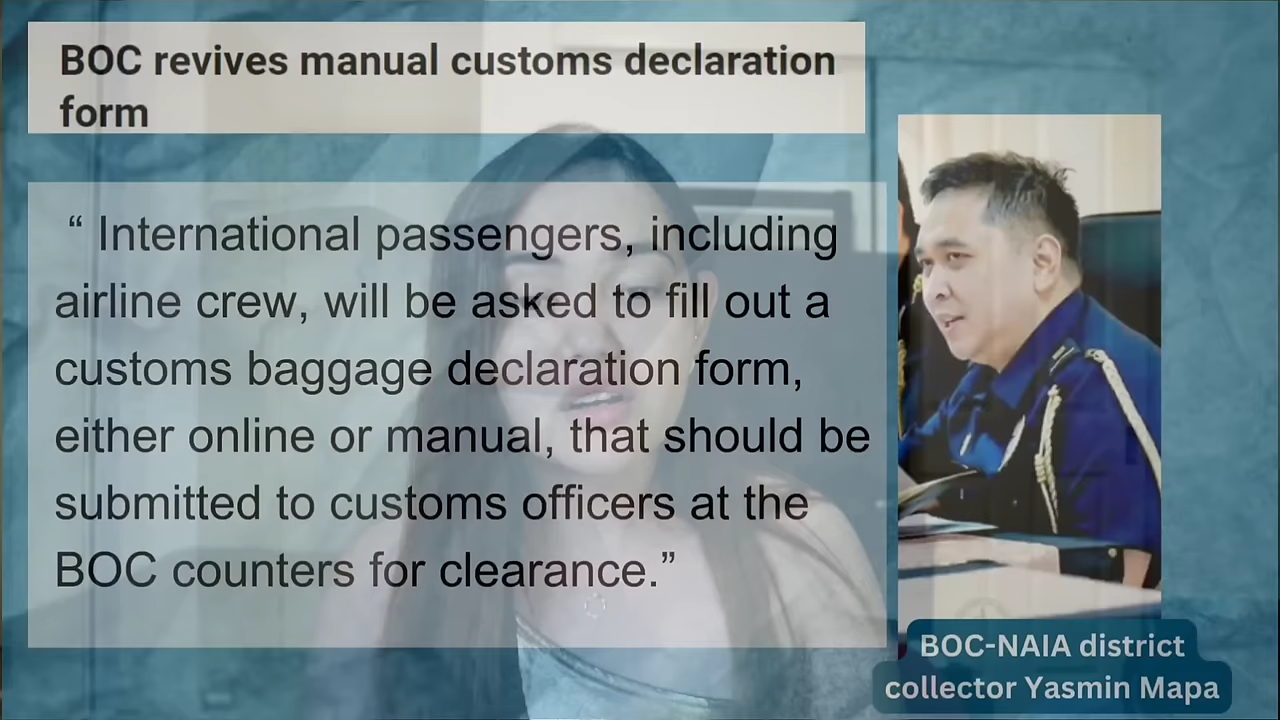 BOC revives manual customs declaration
form
“ International passengers, including
airline crew, will be asked to fill out a
customs baggage declaration form,
either online or manual, that should be
submitted to customs officers at the
BOC counters for clearance.”
BOC-NAIA district
collector Yasmin Mapa